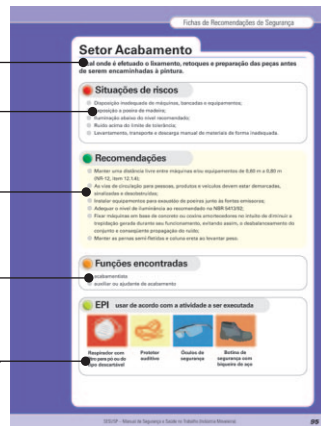 Fichas de Recomendações de Segurança
Setor Acabamento
al onde é efetuado o lixamento, retoques e preparação das peças antes
de serem encaminhadas à pintura.
Situações de riscos
Disposição inadequada de máquinas, bancadas e equipamentos;
xposição a poeira de madeira;
Iluminação abaixo do nível recomendado;
Ruído acima do limite de tolerância;
Levantamento, transporte e descarga manual de materiais de forma inadequada.
Recomendações
Manter uma distância livre entre máquinas e/ou equipamentos de 0,60 m a 0,80 m
(NR-12, item 12.1.4);
As vias de circulação para pessoas, produtos e veículos devem estar demarcadas,
sinalizadas e desobstruídas;
Instalar equipamentos para exaustão de poeiras junto às fontes emissoras;
Adequar o nível de iluminância ao recomendado na NBR 5413/92;
Fixar máquinas em base de concreto ou sobre amortecedores no intuito de diminuir a
trepidação gerada durante seu funcionamento, evitando assim, o desbalanceamento do
conjunto e conseqüente propagação do ruído;
Manter as pernas semi-fletidas e coluna ereta ao levantar peso.
Funções encontradas
acabamentista
auxiliar ou ajudante de acabamento
EPI usar de acordo com a atividade a ser executada
Respirador com
ltro para pó ou do
tipo descartável
Protetor
auditivo
Óculos de
segurança
Botina de
segurança com
biqueira de aço
SESI/SP - Manual de Segurança e Saúde no Trabalho Indústria Moveleira
95